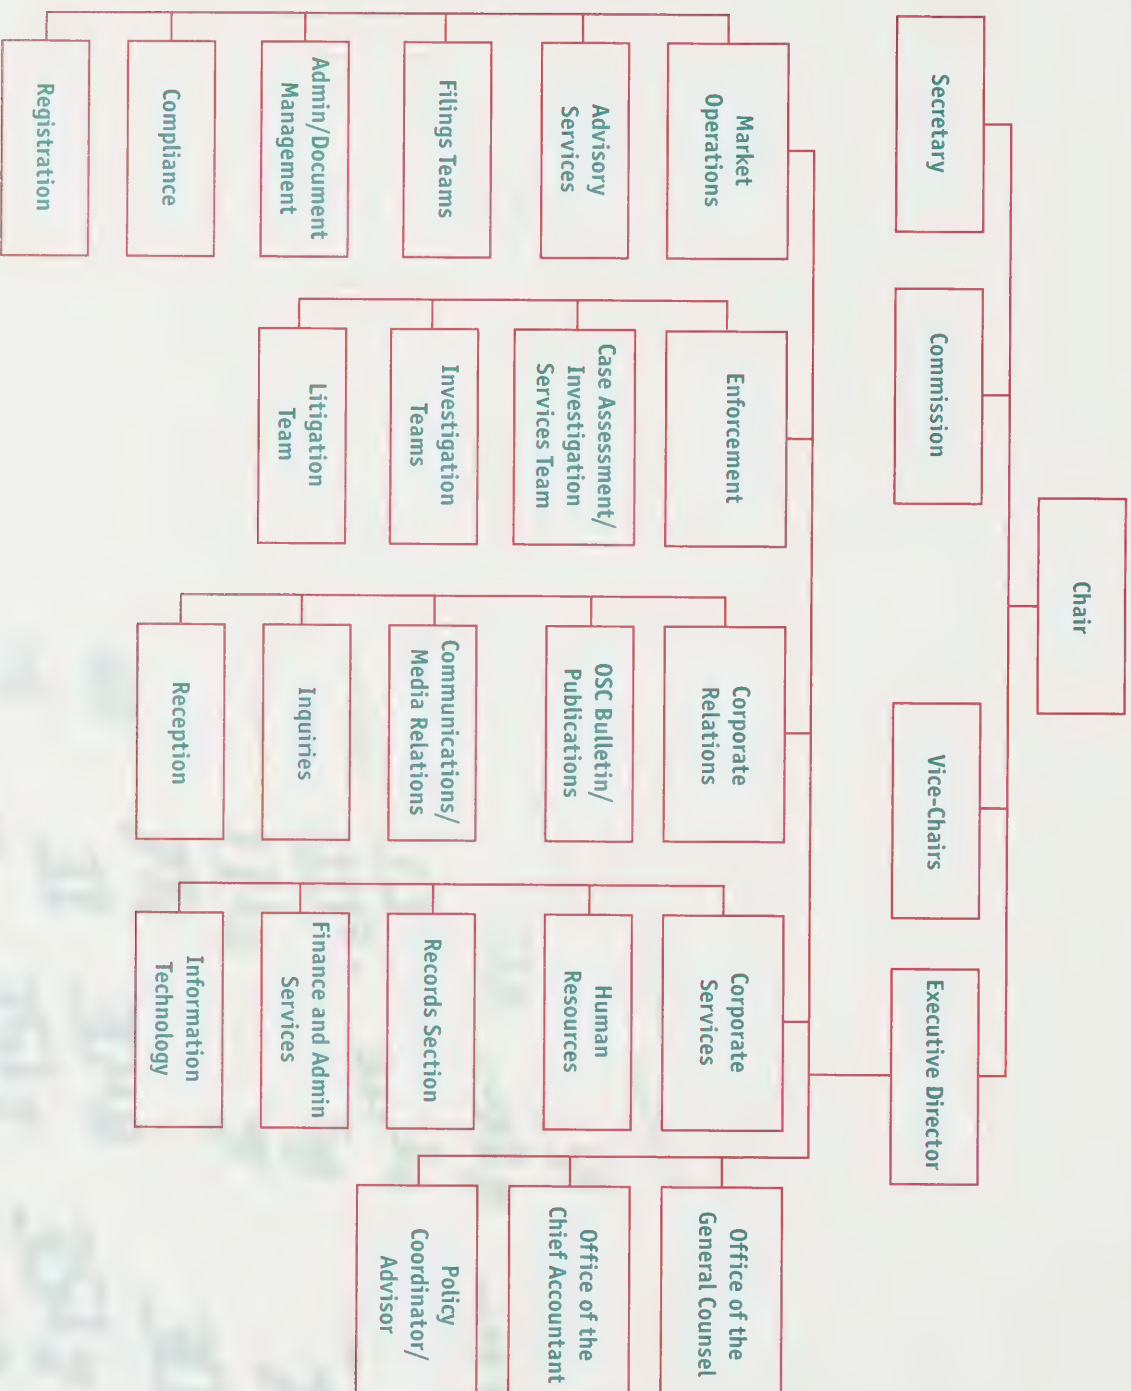 Chair
Secretary
Commission
Vice-Chairs
Executive Director
Market
Operations
Advisory
Services
Filings Teams
Admin/Document
Management
Compliance
Registration
Enforcement
Case Assessment/
Investigation
Services Team
Investigation
Teams
Litigation
Team
Corporate
Relations
OSC Bulletin/
Publications
Communications/
Media Relations
Inquiries
Reception
Corporate
Services
Human
Resources
Records Section
Finance and Admin
Services
Information
Technology
Office of the
General Counsel
Office of the
Chief Accountant
Policy
Coordinator/
Advisor